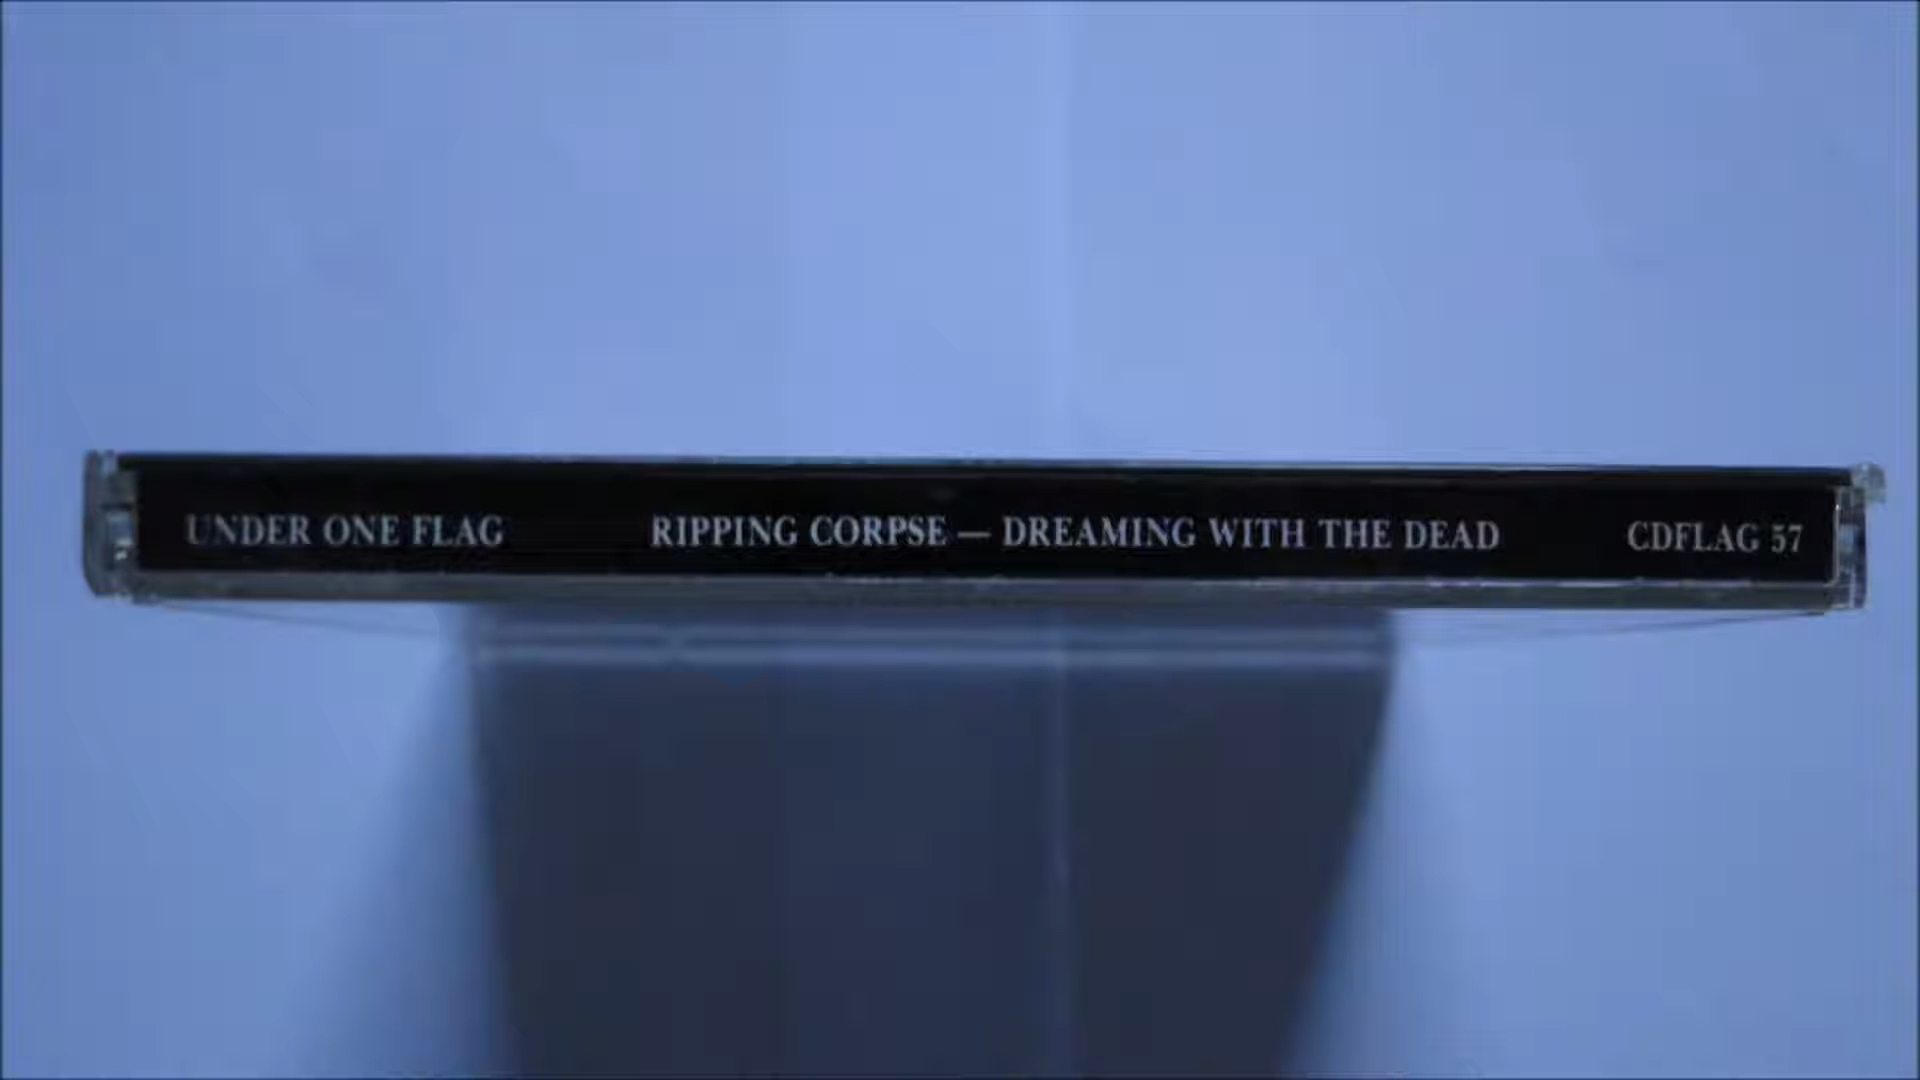 UNDER ONE FLAG RIPPING CORPSE — DREAMING WITH THE DEAD CDFLAG 57